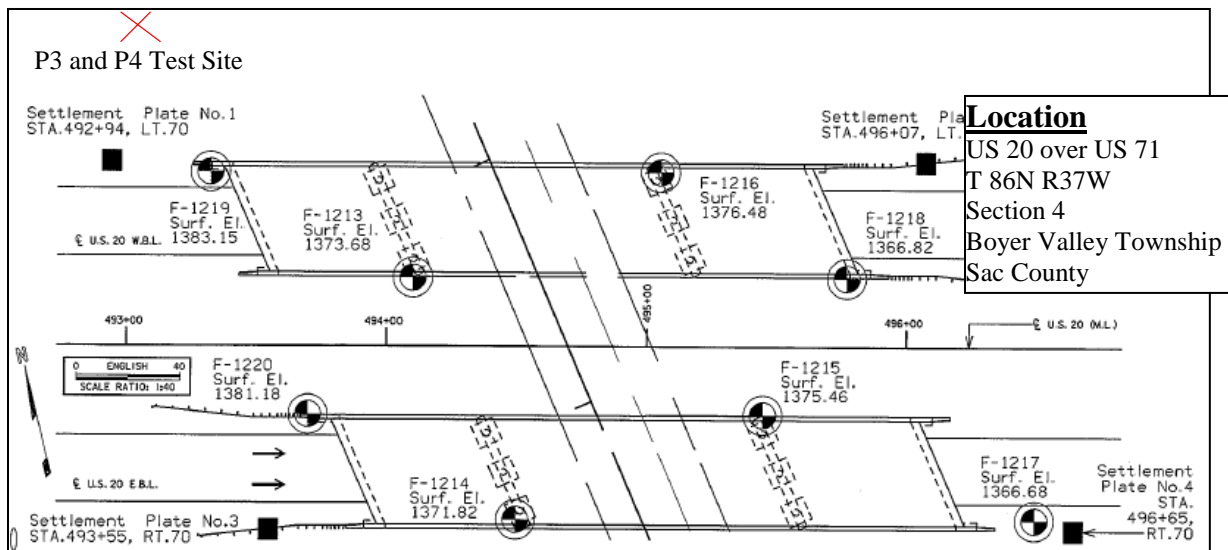 P3 and P4 Test Site
Settlement Plate No.1
STA.492+94, LT.70
Settlement Pla
STA.496+07, LT.
Location
US 20 over US 71
T 86N R37W
Section 4
Boyer Valley Township
Sac County
F-1219
Surf. El.
1383.15
F-1213
Surf. El.
1373.68
F-1216
Surf. El.
1376.48
F-1218
Surf. El.
1366.82
℄ U.S. 20 W.B.L.
493+00
494+00
495+00
496+00
℄ U.S. 20 (M.L.)
N
0 ENGLISH 40
SCALE RATIO: 1:40
F-1220
Surf. El.
1381.18
F-1215
Surf. El.
1375.46
℄ U.S. 20 E.B.L.
F-1214
Surf. El.
1371.82
F-1217
Surf. El.
1366.68
Settlement
Plate No.4
STA.
496+65,
RT.70
Settlement Plate No.3
STA.493+55, RT.70